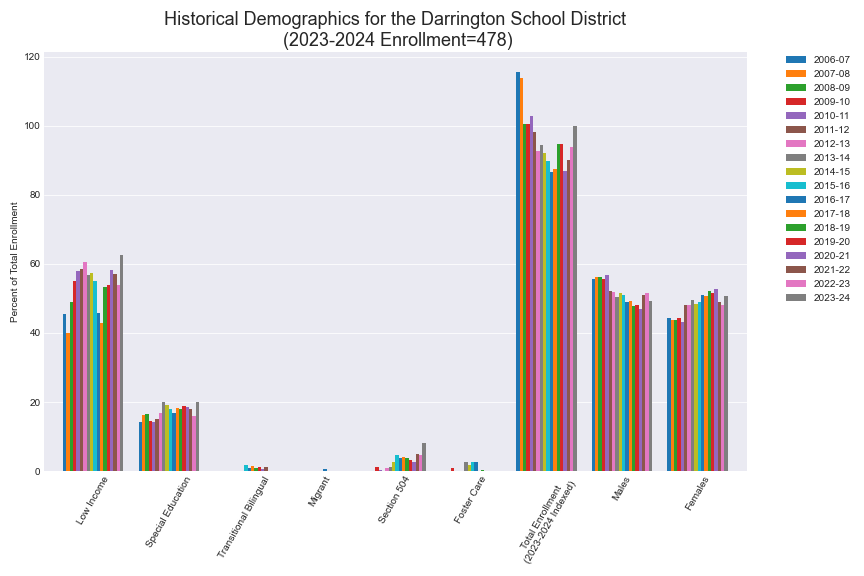 Historical Demographics for the Darrington School District
(2023-2024 Enrollment=478)
Percent of Total Enrollment
120
100
80
60
40
20
0
Low Income
Special Education
Transitional Bilingual
Migrant
Section 504
Foster Care
Total Enrollment
(2023-2024 Indexed)
Males
Females
2006-07
2007-08
2008-09
2009-10
2010-11
2011-12
2012-13
2013-14
2014-15
2015-16
2016-17
2017-18
2018-19
2019-20
2020-21
2021-22
2022-23
2023-24